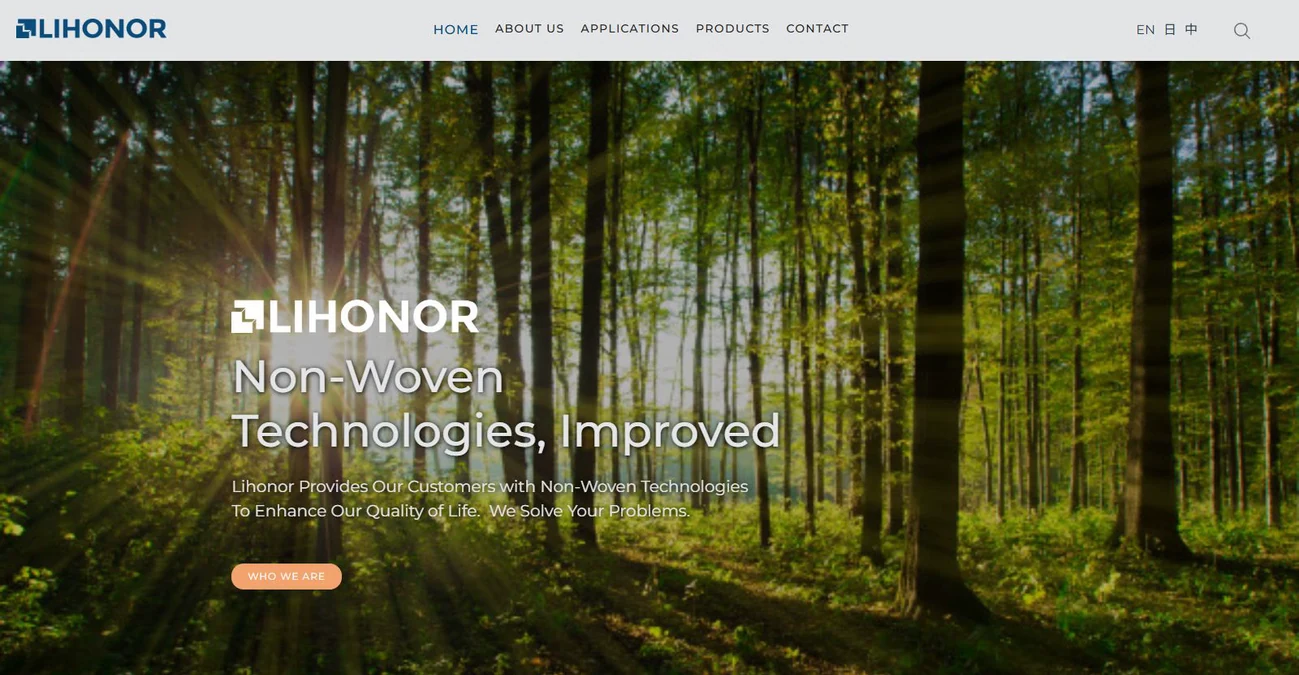 LIHONOR
HOME ABOUT US APPLICATIONS PRODUCTS CONTACT
EN 日 中
LIHONOR
Non-Woven
Technologies, Improved
Lihonor Provides Our Customers with Non-Woven Technologies
To Enhance Our Quality of Life.  We Solve Your Problems.
WHO WE ARE